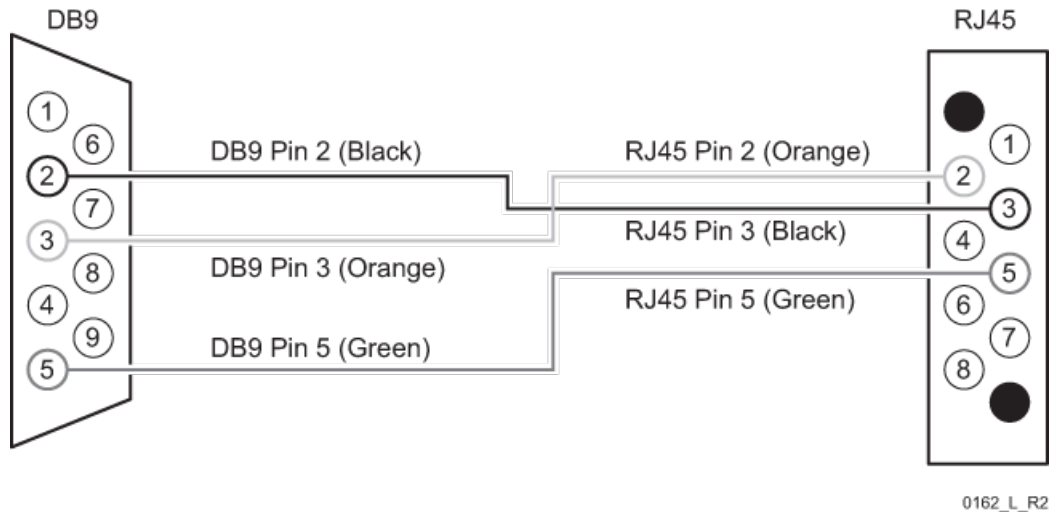 DB9
RJ45
1
6
2
7
3
8
4
9
5
DB9 Pin 2 (Black)
DB9 Pin 3 (Orange)
DB9 Pin 5 (Green)
RJ45 Pin 2 (Orange)
RJ45 Pin 3 (Black)
RJ45 Pin 5 (Green)
1
2
3
4
5
6
7
8
0162_L_R2